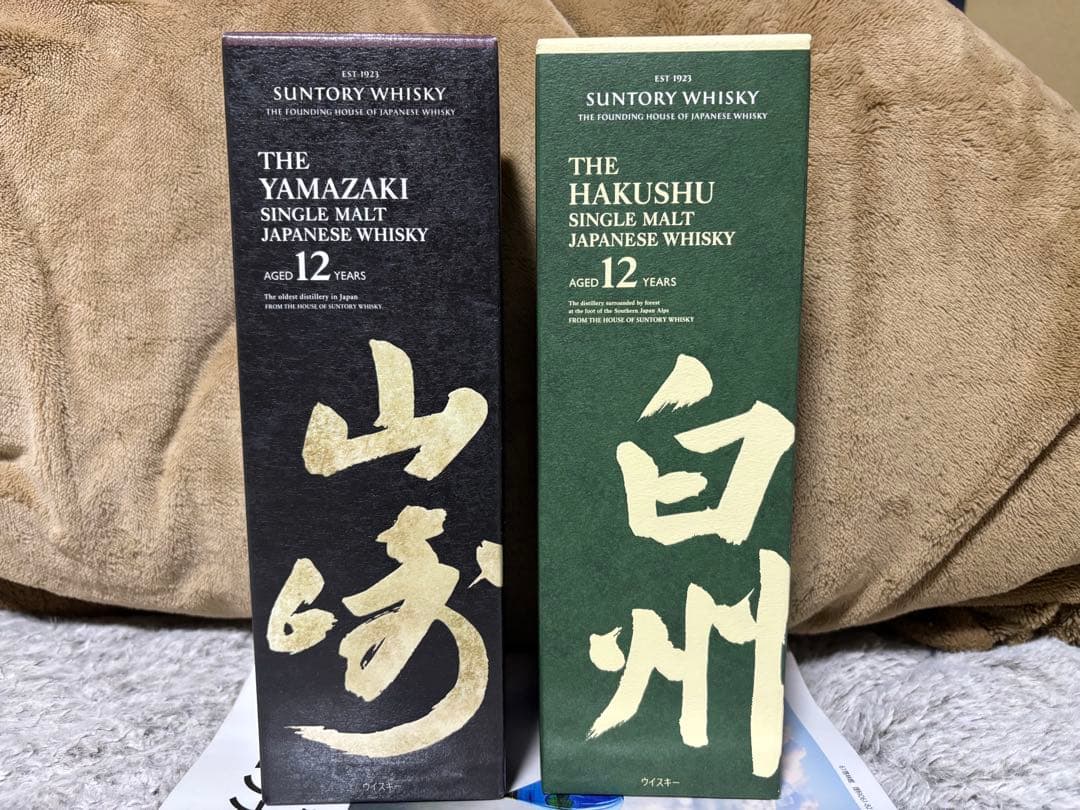 EST 1923
SUNTORY WHISKY
THE FOUNDING HOUSE OF JAPANESE WHISKY
THE
YAMAZAKI
SINGLE MALT
JAPANESE WHISKY
AGED 12 YEARS
The oldest distillery in Japan
FROM THE HOUSE OF SUNTORY WHISKY.
山崎
ウイスキー
EST 1923
SUNTORY WHISKY
THE FOUNDING HOUSE OF JAPANESE WHISKY
THE
HAKUSHU
SINGLE MALT
JAPANESE WHISKY
AGED 12 YEARS
The distillery surrounded by forest
at the foot of the Southern Japan Alps
FROM THE HOUSE OF SUNTORY WHISKY
白州
ウイスキー